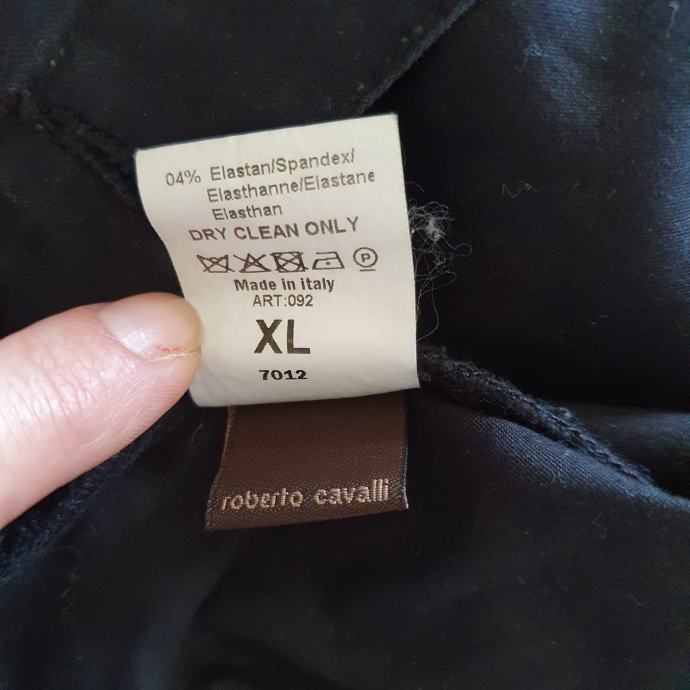 04% Elastan/Spandex/
Elasthanne/Elastane
Elasthan
DRY CLEAN ONLY
P
Made in italy
ART:092
XL
7012
roberto cavalli